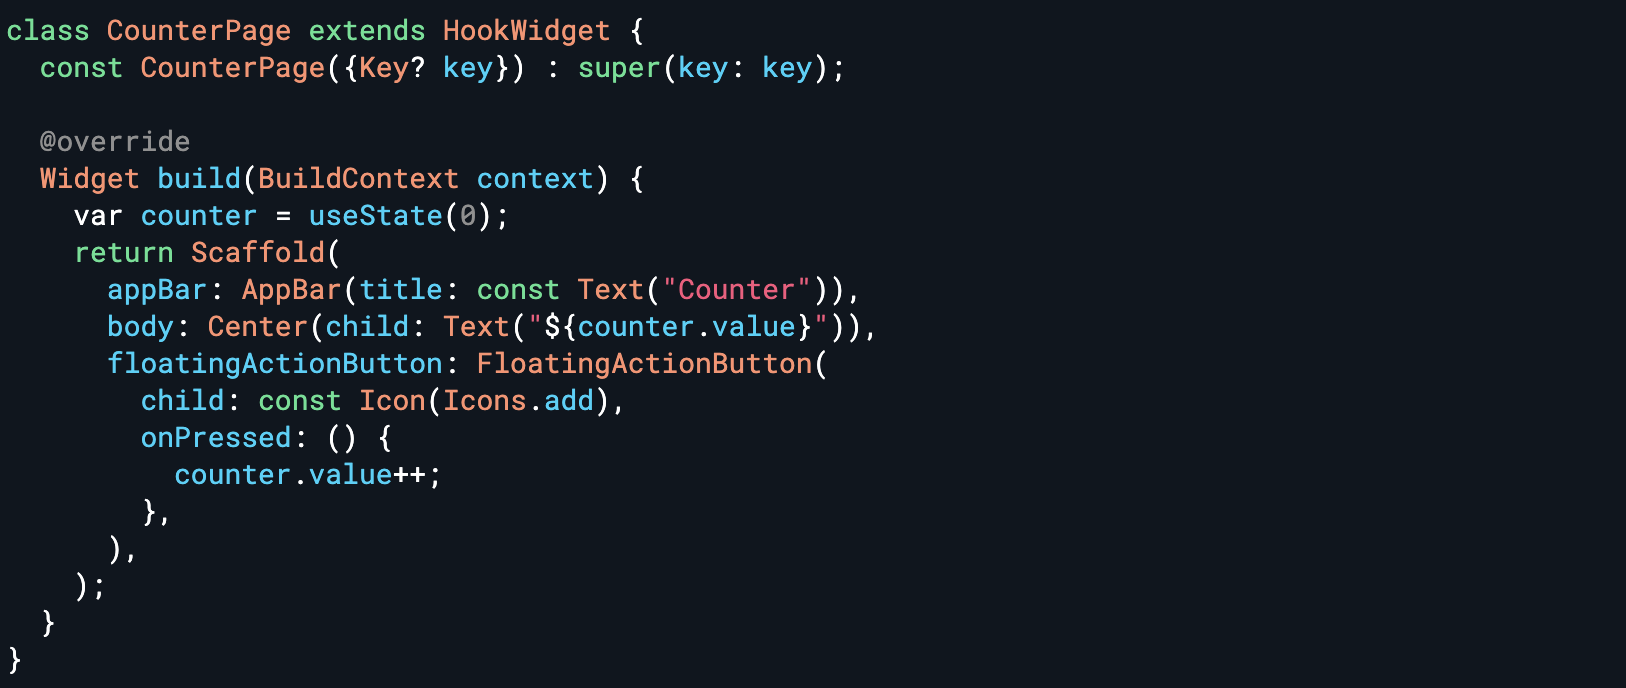 class CounterPage extends HookWidget {
  const CounterPage({Key? key}) : super(key: key);

  @override
  Widget build(BuildContext context) {
    var counter = useState(0);
    return Scaffold(
      appBar: AppBar(title: const Text("Counter")),
      body: Center(child: Text("${counter.value}")),
      floatingActionButton: FloatingActionButton(
        child: const Icon(Icons.add),
        onPressed: () {
          counter.value++;
        },
      ),
    );
  }
}